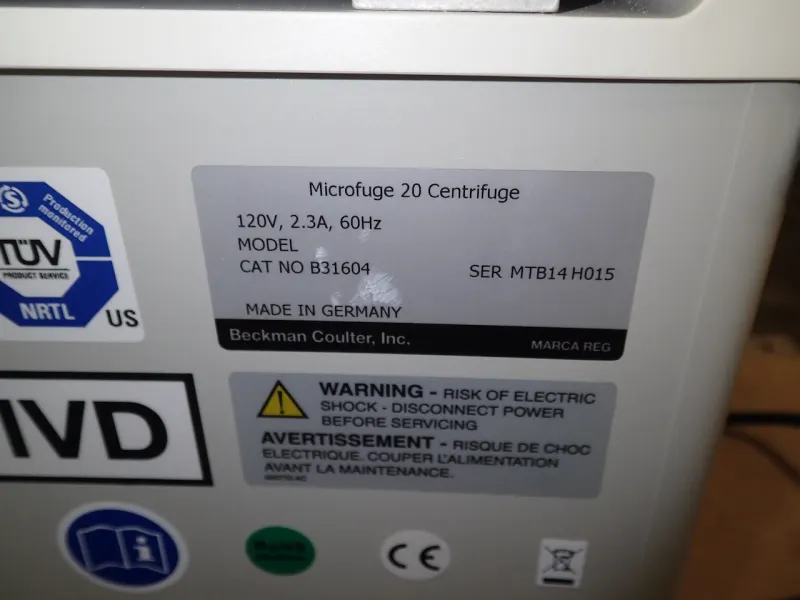 Microfuge 20 Centrifuge
120V, 2.3A, 60Hz
MODEL
CAT NO B31604
SER MTB14H015
MADE IN GERMANY
Beckman Coulter, Inc.
MARCA REG
S
Production
monitored
TÜV
PRODUCT SERVICE
NRTL
US
IVD
WARNING - RISK OF ELECTRIC
SHOCK - DISCONNECT POWER
BEFORE SERVICING
AVERTISSEMENT - RISQUE DE CHOC
ELECTRIQUE. COUPER L'ALIMENTATION
AVANT LA MAINTENANCE.
i
CE